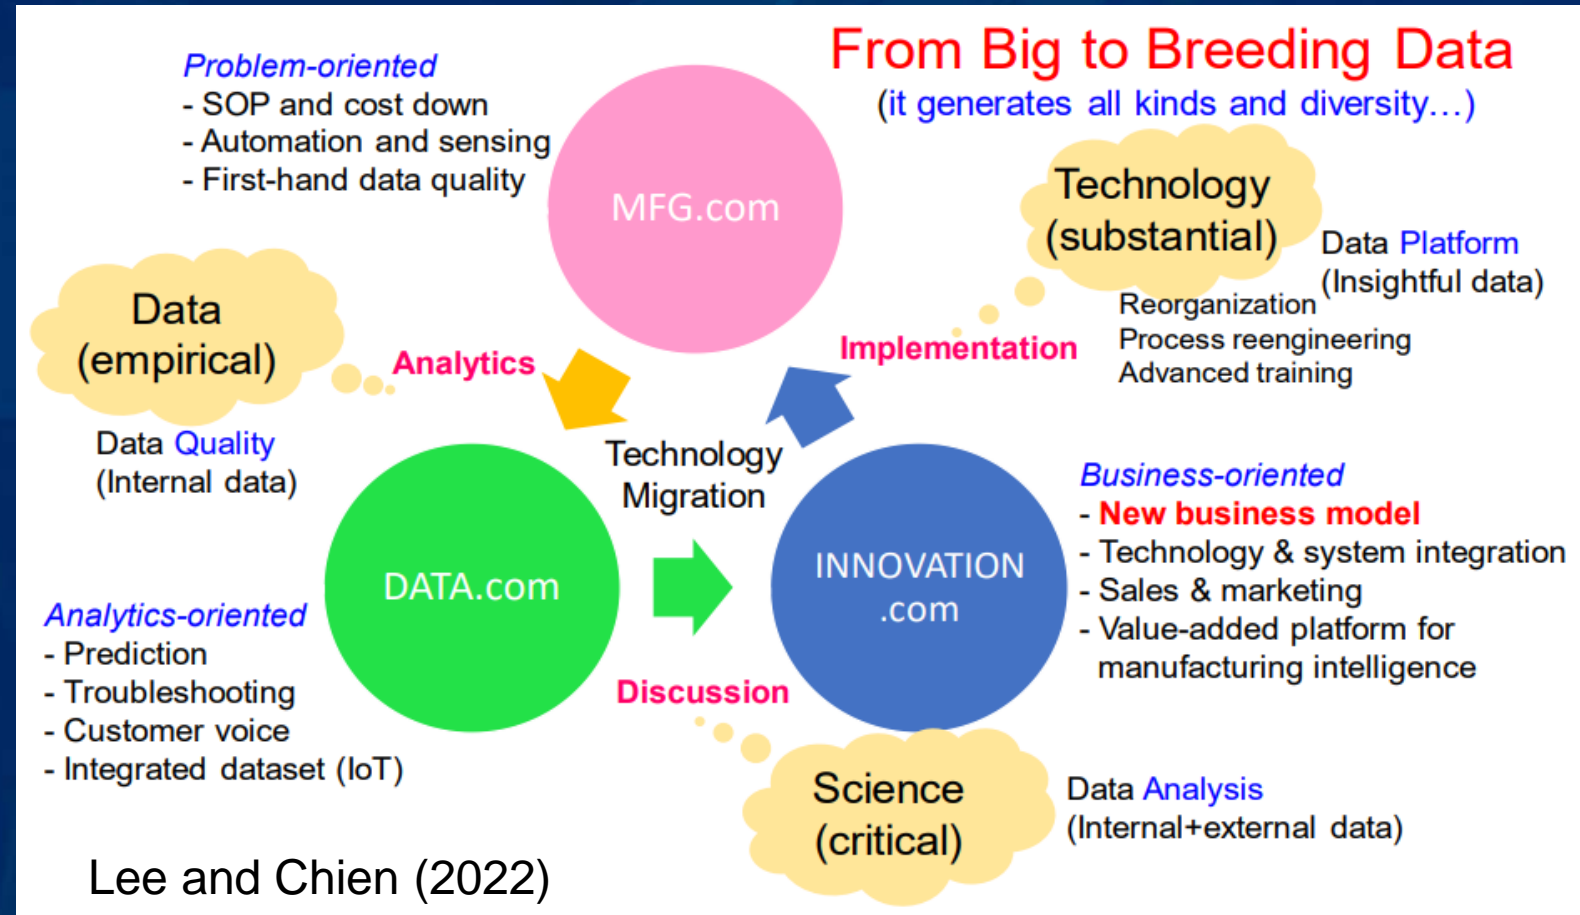 From Big to Breeding Data
(it generates all kinds and diversity…)
Problem-oriented
- SOP and cost down
- Automation and sensing
- First-hand data quality
MFG.com
Technology
(substantial)
Data Platform
(Insightful data)
Reorganization
Process reengineering
Advanced training
Implementation
Data
(empirical)
Analytics
Data Quality
(Internal data)
Technology
Migration
DATA.com
INNOVATION
.com
Business-oriented
- New business model
- Technology & system integration
- Sales & marketing
- Value-added platform for
manufacturing intelligence
Analytics-oriented
- Prediction
- Troubleshooting
- Customer voice
- Integrated dataset (IoT)
Discussion
Science
(critical)
Data Analysis
(Internal+external data)
Lee and Chien (2022)